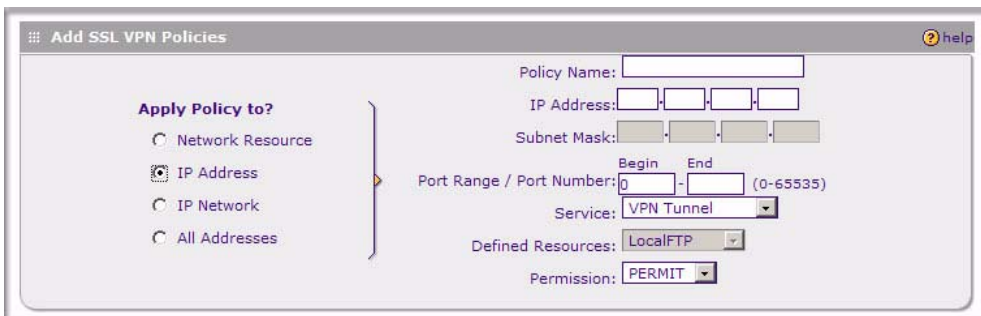 Add SSL VPN Policies
help
Apply Policy to?
Network Resource
IP Address
IP Network
All Addresses
Policy Name:
IP Address:
Subnet Mask:
Begin End
Port Range / Port Number: 0 - (0-65535)
Service: VPN Tunnel
Defined Resources: LocalFTP
Permission: PERMIT